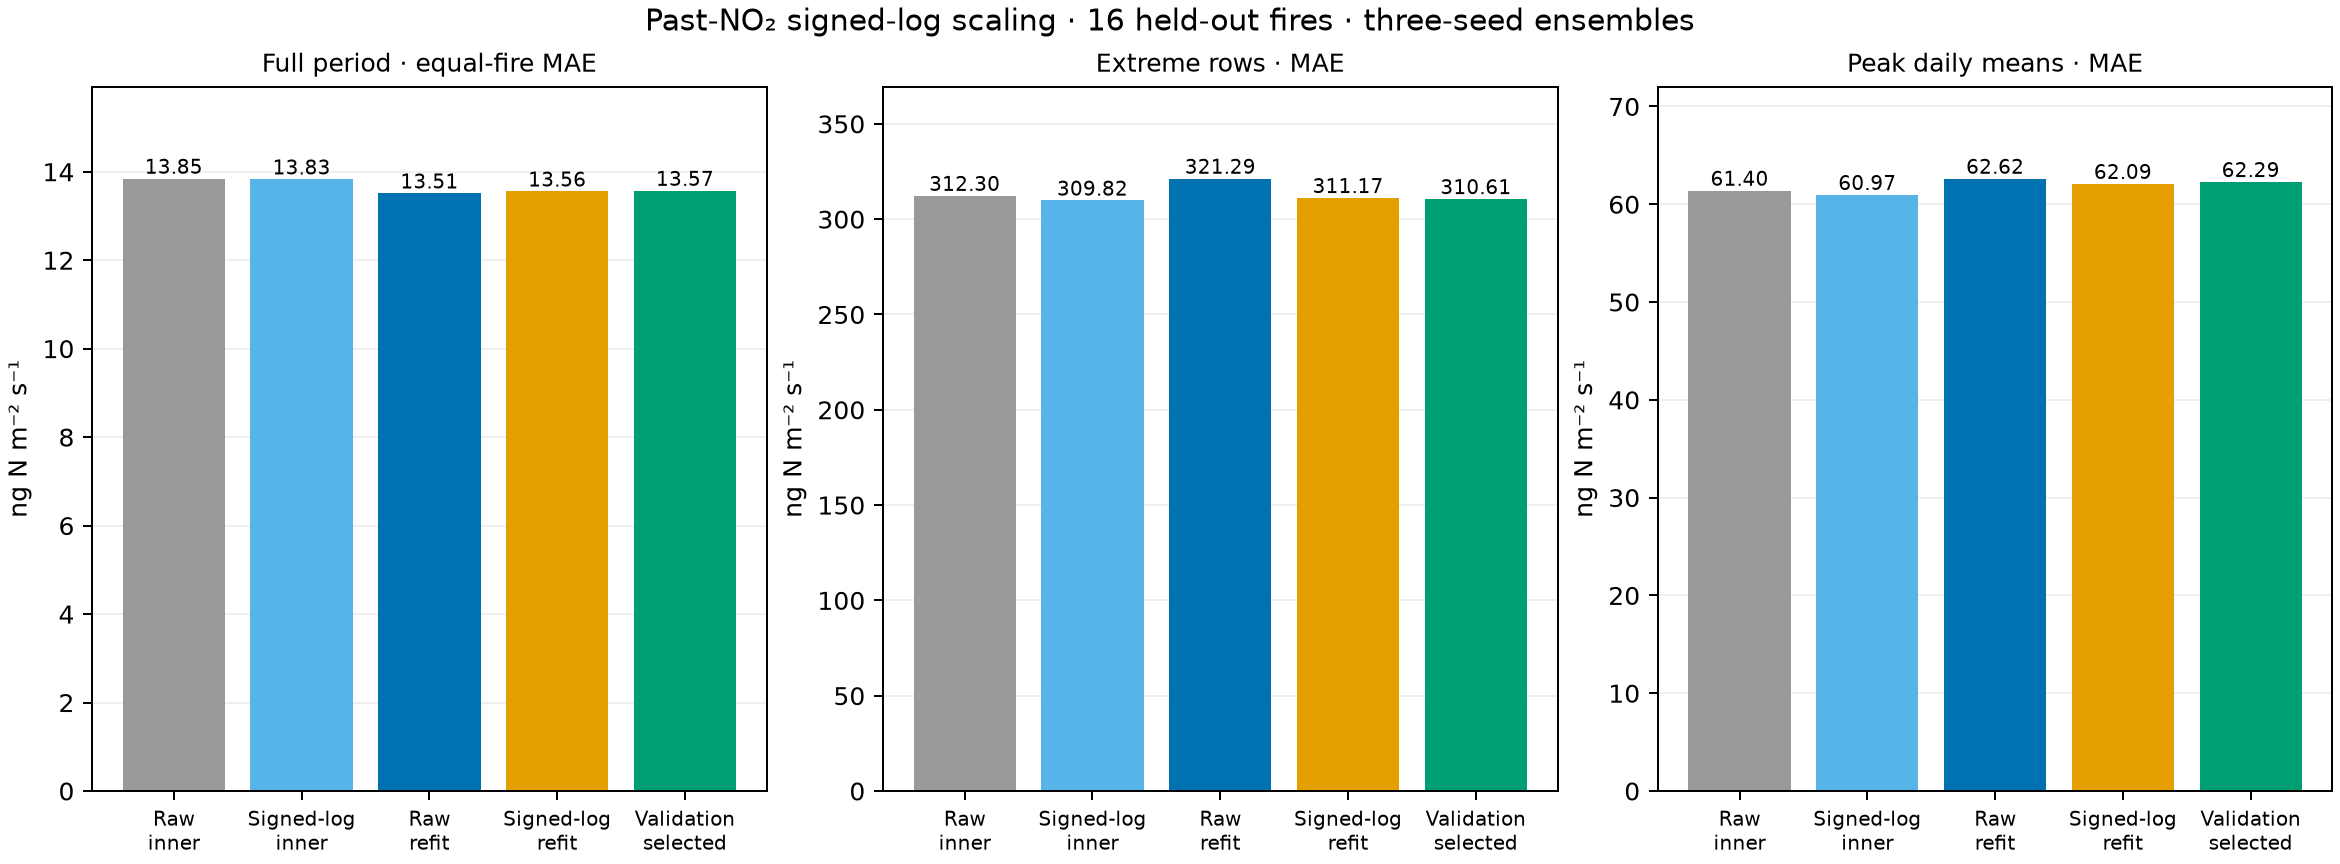 Past-NO₂ signed-log scaling · 16 held-out fires · three-seed ensembles
Full period · equal-fire MAE
ng N m⁻² s⁻¹
14
12
10
8
6
4
2
0
13.85
13.83
13.51
13.56
13.57
Raw
inner
Signed-log
inner
Raw
refit
Signed-log
refit
Validation
selected
Extreme rows · MAE
ng N m⁻² s⁻¹
350
300
250
200
150
100
50
0
312.30
309.82
321.29
311.17
310.61
Raw
inner
Signed-log
inner
Raw
refit
Signed-log
refit
Validation
selected
Peak daily means · MAE
ng N m⁻² s⁻¹
70
60
50
40
30
20
10
0
61.40
60.97
62.62
62.09
62.29
Raw
inner
Signed-log
inner
Raw
refit
Signed-log
refit
Validation
selected